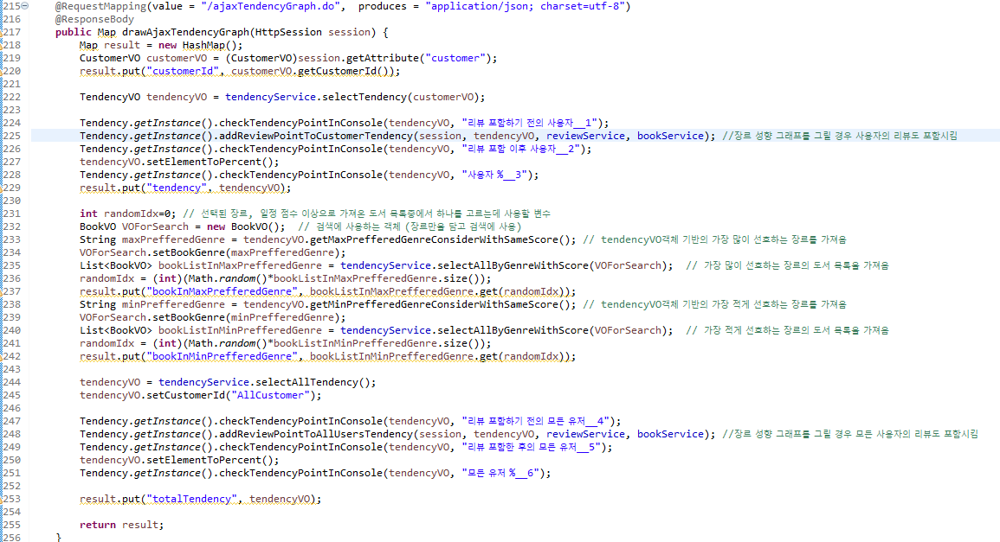 215 @RequestMapping(value = "/ajaxTendencyGraph.do", produces = "application/json; charset=utf-8")
216 @ResponseBody
217 public Map drawAjaxTendencyGraph(HttpSession session) {
218 Map result = new HashMap();
219 CustomerVO customerVO = (CustomerVO)session.getAttribute("customer");
220 result.put("customerId", customerVO.getCustomerId());
221
222 TendencyVO tendencyVO = tendencyService.selectTendency(customerVO);
223
224 Tendency.getInstance().checkTendencyPointInConsole(tendencyVO, "리뷰 포함하기 전의 사용자__1");
225 Tendency.getInstance().addReviewPointToCustomerTendency(session, tendencyVO, reviewService, bookService); //장르 성향 그래프를 그릴 경우 사용자의 리뷰도 포함시킴
226 Tendency.getInstance().checkTendencyPointInConsole(tendencyVO, "리뷰 포함 이후 사용자__2");
227 tendencyVO.setElementToPercent();
228 Tendency.getInstance().checkTendencyPointInConsole(tendencyVO, "사용자 %__3");
229 result.put("tendency", tendencyVO);
230
231 int randomIdx=0; // 선택된 장르, 일정 점수 이상으로 가져온 도서 목록중에서 하나를 고르는데 사용할 변수
232 BookVO VOForSearch = new BookVO(); // 검색에 사용하는 객체 (장르만을 담고 검색에 사용)
233 String maxPrefferedGenre = tendencyVO.getMaxPrefferedGenreConsiderWithSameScore(); // tendencyVO객체 기반의 가장 많이 선호하는 장르를 가져옴
234 VOForSearch.setBookGenre(maxPrefferedGenre);
235 List<BookVO> bookListInMaxPrefferedGenre = tendencyService.selectAllByGenreWithScore(VOForSearch); // 가장 많이 선호하는 장르의 도서 목록을 가져옴
236 randomIdx = (int)(Math.random()*bookListInMaxPrefferedGenre.size());
237 result.put("bookInMaxPrefferedGenre", bookListInMaxPrefferedGenre.get(randomIdx));
238 String minPrefferedGenre = tendencyVO.getMinPrefferedGenreConsiderWithSameScore(); // tendencyVO객체 기반의 가장 적게 선호하는 장르를 가져옴
239 VOForSearch.setBookGenre(minPrefferedGenre);
240 List<BookVO> bookListInMinPrefferedGenre = tendencyService.selectAllByGenreWithScore(VOForSearch); // 가장 적게 선호하는 장르의 도서 목록을 가져옴
241 randomIdx = (int)(Math.random()*bookListInMinPrefferedGenre.size());
242 result.put("bookInMinPrefferedGenre", bookListInMinPrefferedGenre.get(randomIdx));
243
244 tendencyVO = tendencyService.selectAllTendency();
245 tendencyVO.setCustomerId("AllCustomer");
246
247 Tendency.getInstance().checkTendencyPointInConsole(tendencyVO, "리뷰 포함하기 전의 모든 유저__4");
248 Tendency.getInstance().addReviewPointToAllUsersTendency(session, tendencyVO, reviewService, bookService); //장르 성향 그래프를 그릴 경우 모든 사용자의 리뷰도 포함시킴
249 Tendency.getInstance().checkTendencyPointInConsole(tendencyVO, "리뷰 포함한 후의 모든 유저__5");
250 tendencyVO.setElementToPercent();
251 Tendency.getInstance().checkTendencyPointInConsole(tendencyVO, "모든 유저 %__6");
252
253 result.put("totalTendency", tendencyVO);
254
255 return result;
256 }